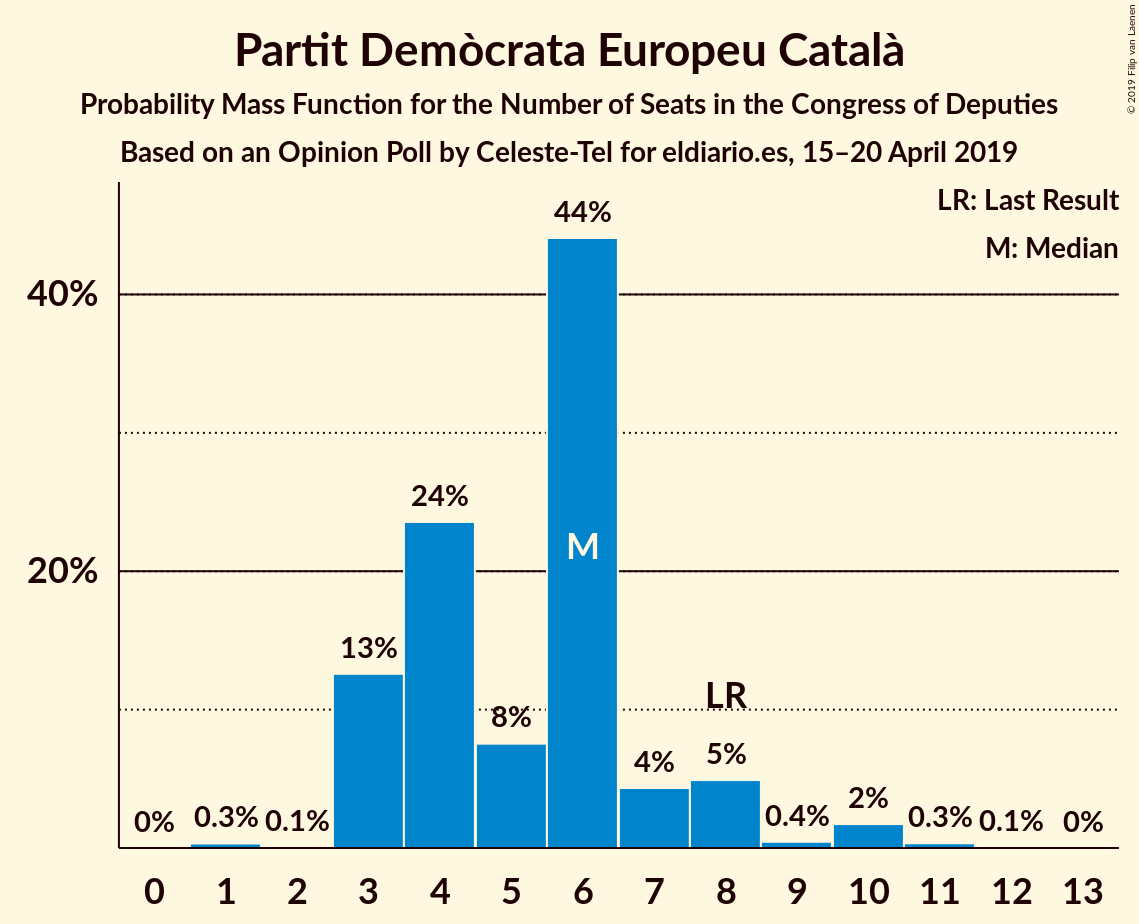 Partit Demòcrata Europeu Català
Probability Mass Function for the Number of Seats in the Congress of Deputies
Based on an Opinion Poll by Celeste-Tel for eldiario.es, 15–20 April 2019
© 2019 Filip van Laenen
LR: Last Result
M: Median
40%
20%
0%
0.3%
0.1%
13%
24%
8%
44%
M
4%
LR
5%
0.4%
2%
0.3%
0.1%
0%
0 1 2 3 4 5 6 7 8 9 10 11 12 13